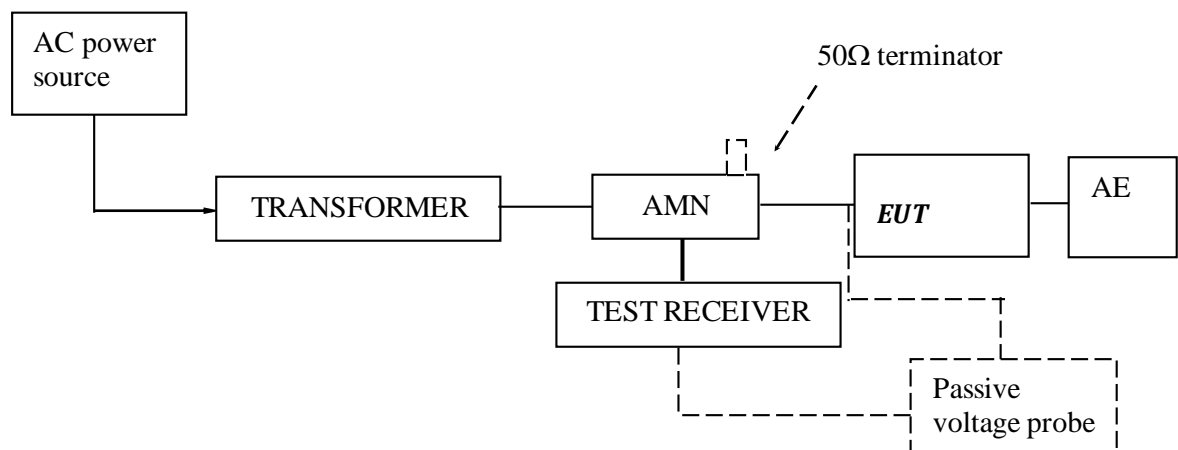 AC power
source
50Ω terminator
TRANSFORMER
AMN
EUT
AE
TEST RECEIVER
Passive
voltage probe